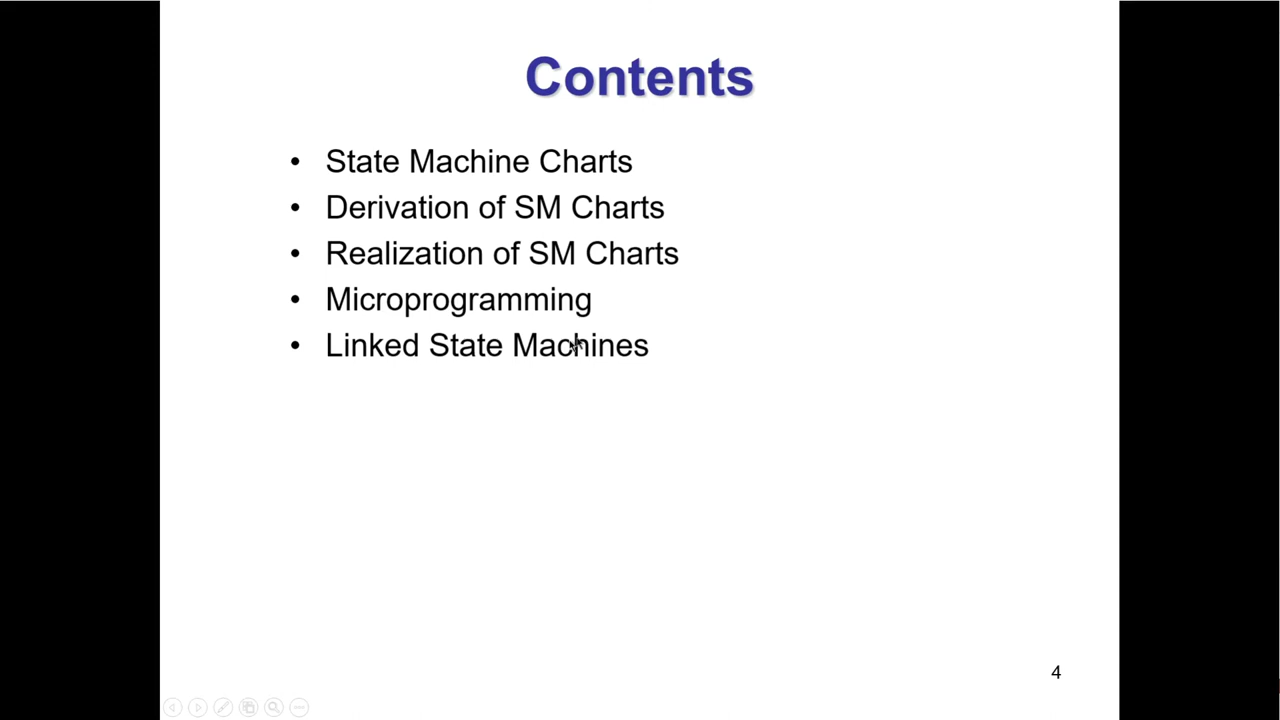 Contents
• State Machine Charts
• Derivation of SM Charts
• Realization of SM Charts
• Microprogramming
• Linked State Machines
4